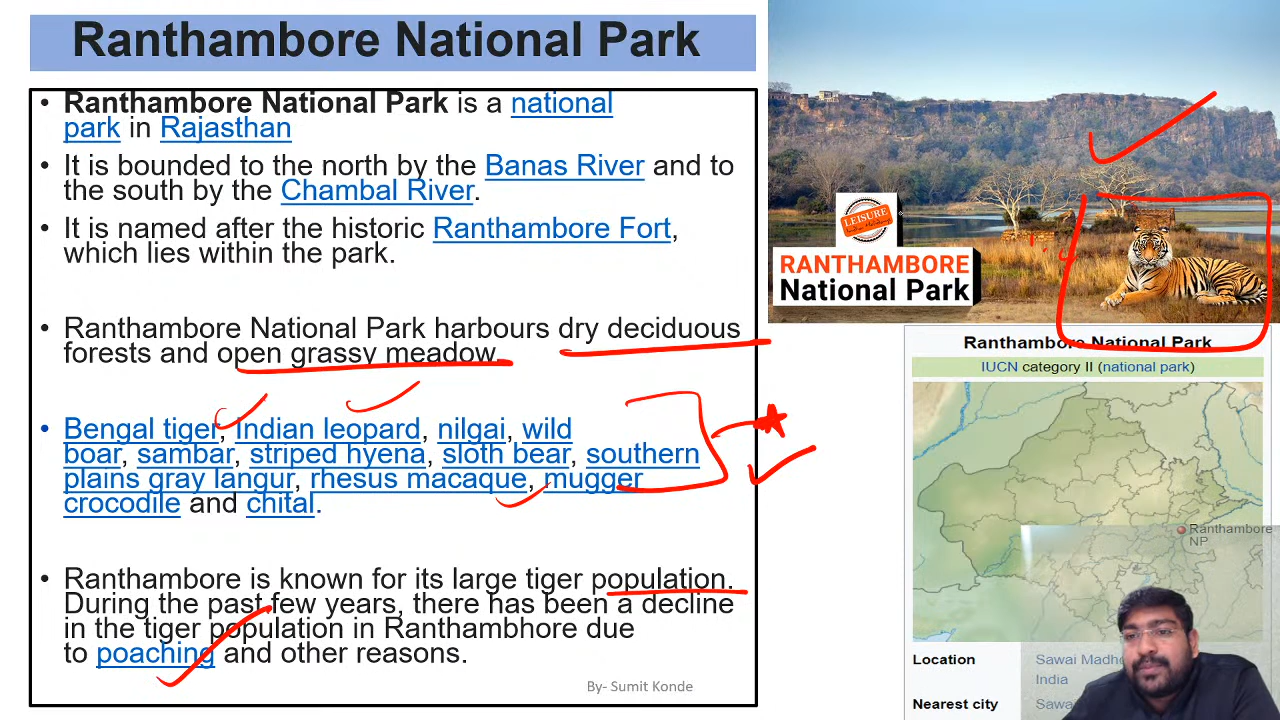 Ranthambore National Park
• Ranthambore National Park is a national
park in Rajasthan
• It is bounded to the north by the Banas River and to
the south by the Chambal River.
• It is named after the historic Ranthambore Fort,
which lies within the park.
• Ranthambore National Park harbours dry deciduous
forests and open grassy meadow.
• Bengal tiger, Indian leopard, nilgai, wild
boar, sambar, striped hyena, sloth bear, southern
plains gray langur, rhesus macaque, mugger
crocodile and chital.
• Ranthambore is known for its large tiger population.
During the past few years, there has been a decline
in the tiger population in Ranthambhore due
to poaching and other reasons.
By- Sumit Konde
LEISURE
RANTHAMBORE
National Park
Ranthambore National Park
IUCN category II (national park)
Ranthambore
NP
Location Sawai Madho
India
Nearest city Sawa